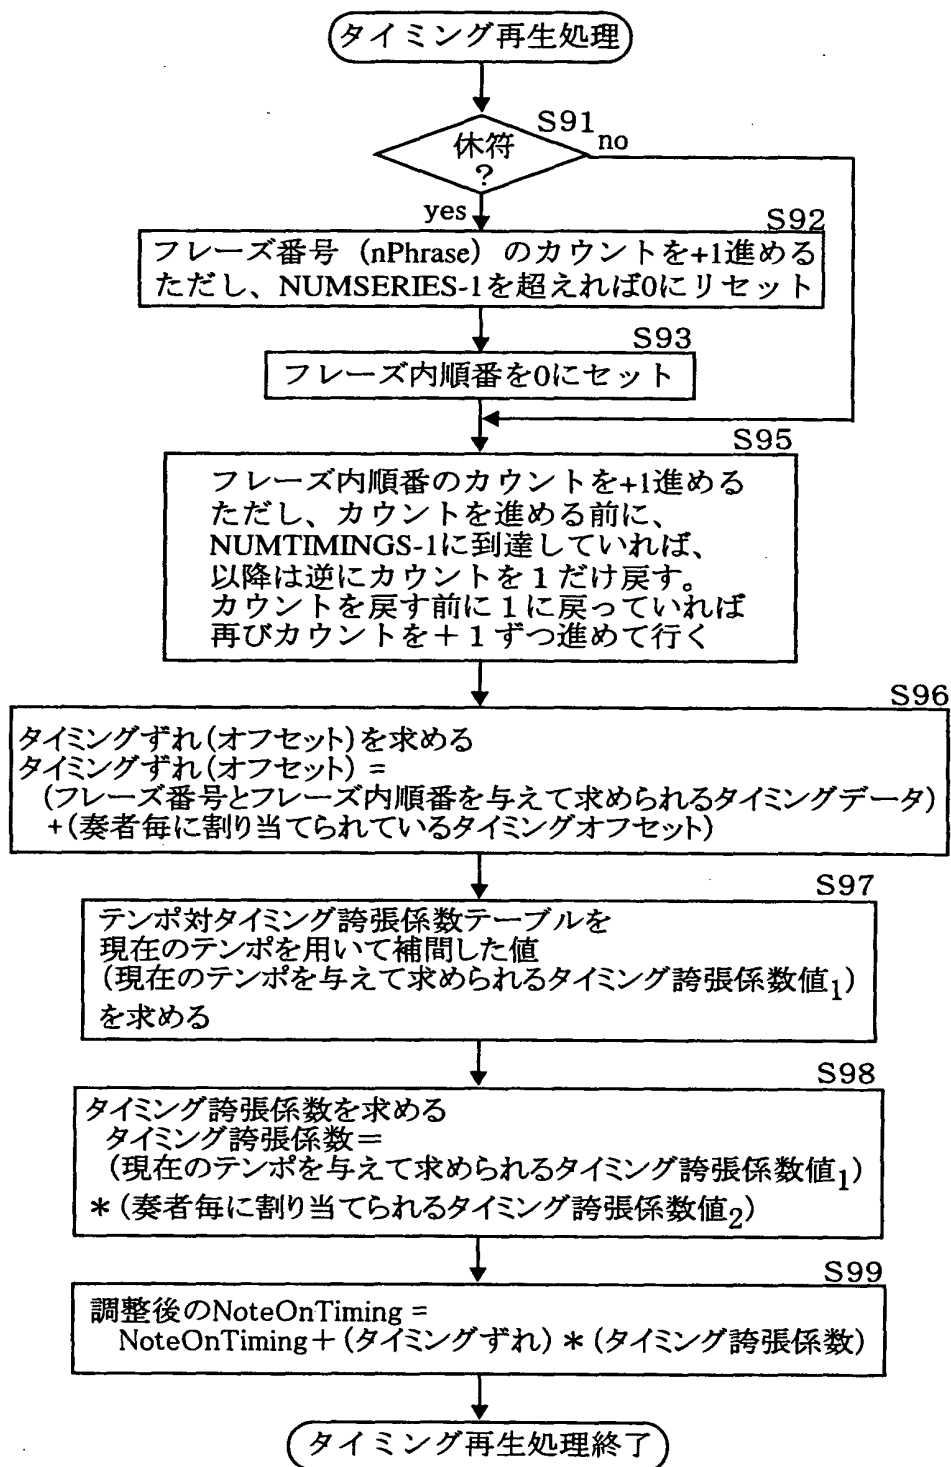 タイミング再生処理
S91
休符
?
no
yes
S92
フレーズ番号（nPhrase）のカウントを+1進める
ただし、NUMSERIES-1を超えれば0にリセット
S93
フレーズ内順番を0にセット
S95
フレーズ内順番のカウントを+1進める
ただし、カウントを進める前に、
NUMTIMINGS-1に到達していれば、
以降は逆にカウントを１だけ戻す。
カウントを戻す前に１に戻っていれば
再びカウントを＋１ずつ進めて行く
S96
タイミングずれ(オフセット)を求める
タイミングずれ(オフセット) =
(フレーズ番号とフレーズ内順番を与えて求められるタイミングデータ)
+(奏者毎に割り当てられているタイミングオフセット)
S97
テンポ対タイミング誇張係数テーブルを
現在のテンポを用いて補間した値
(現在のテンポを与えて求められるタイミング誇張係数値1)
を求める
S98
タイミング誇張係数を求める
タイミング誇張係数＝
(現在のテンポを与えて求められるタイミング誇張係数値1)
＊(奏者毎に割り当てられるタイミング誇張係数値2)
S99
調整後のNoteOnTiming =
NoteOnTiming＋(タイミングずれ)＊(タイミング誇張係数)
タイミング再生処理終了